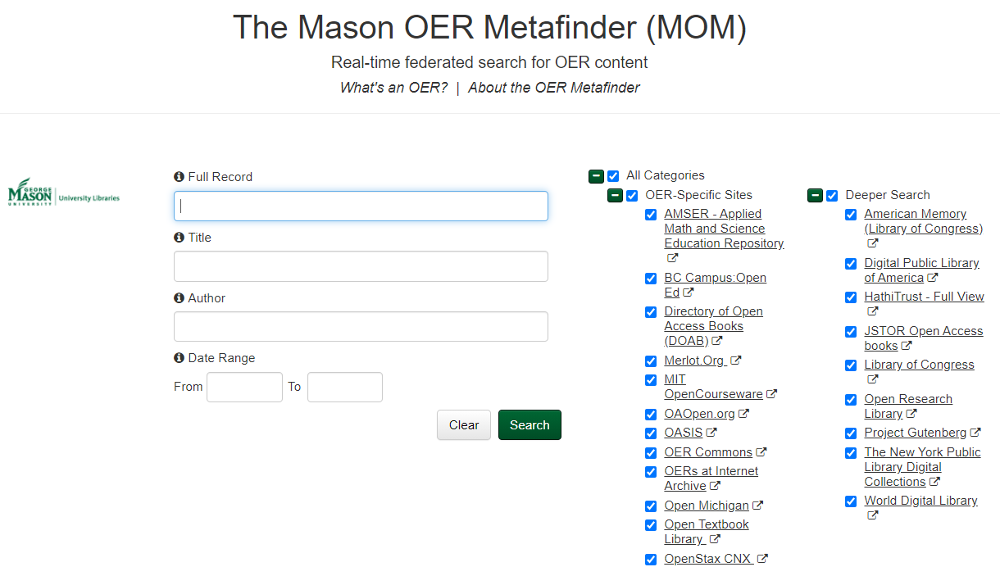 The Mason OER Metafinder (MOM)
Real-time federated search for OER content
What's an OER? | About the OER Metafinder
GEORGE
MASON
UNIVERSITY
University Libraries
Full Record
Title
Author
Date Range
From To
Clear Search
All Categories
OER-Specific Sites
AMSER - Applied
Math and Science
Education Repository
BC Campus:Open
Ed
Directory of Open
Access Books
(DOAB)
Merlot.Org
MIT
OpenCourseware
OAOpen.org
OASIS
OER Commons
OERs at Internet
Archive
Open Michigan
Open Textbook
Library
OpenStax CNX
Deeper Search
American Memory
(Library of Congress)
Digital Public Library
of America
HathiTrust - Full View
JSTOR Open Access
books
Library of Congress
Open Research
Library
Project Gutenberg
The New York Public
Library Digital
Collections
World Digital Library